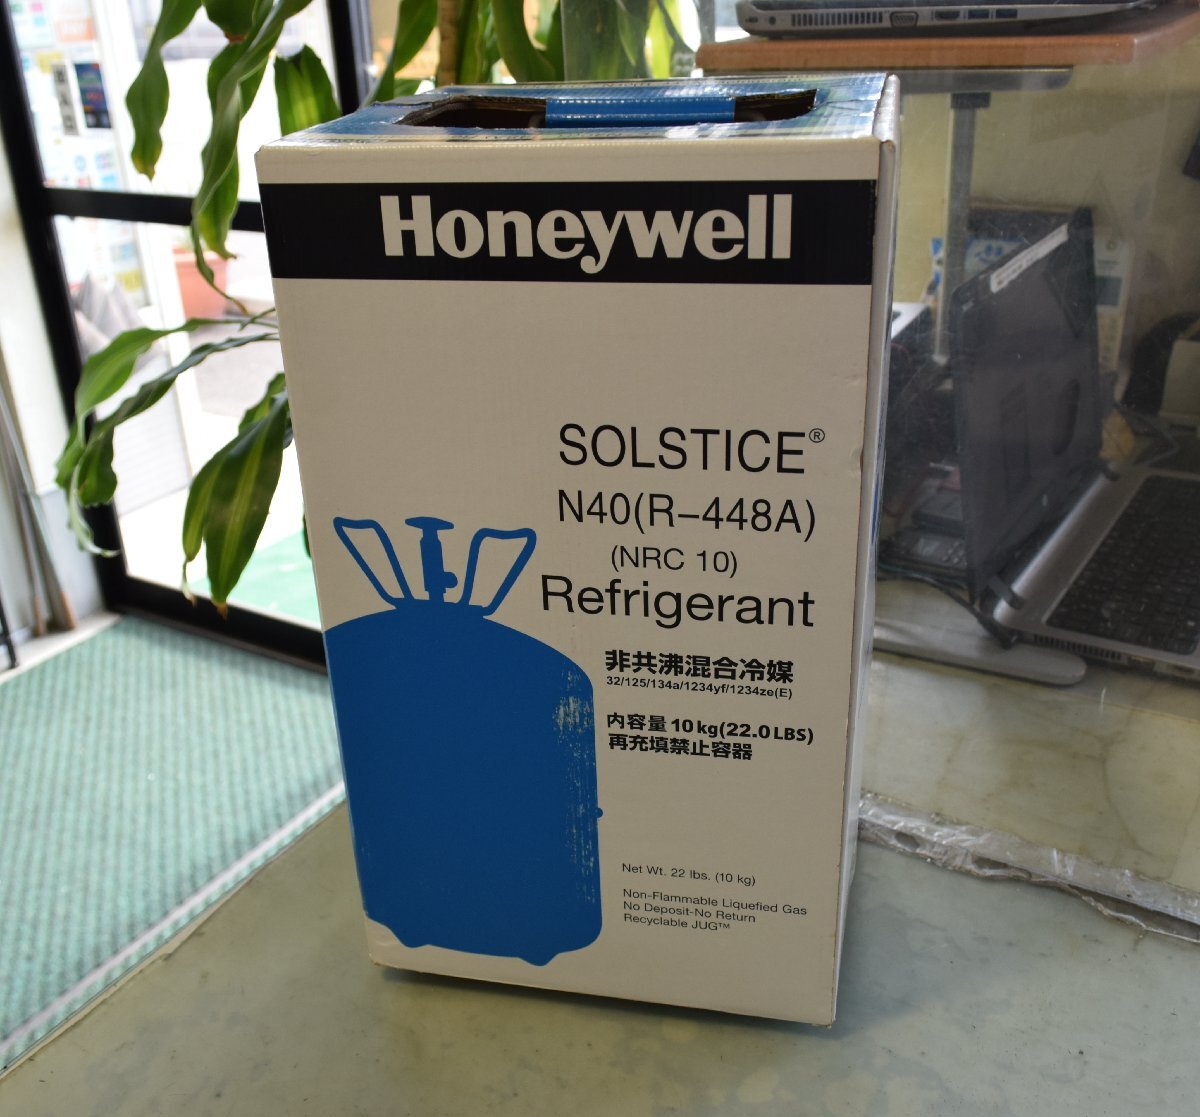 Honeywell
SOLSTICE®
N40(R-448A)
(NRC 10)
Refrigerant
非共沸混合冷媒
32/125/134a/1234yf/1234ze(E)
内容量 10 kg(22.0 LBS)
再充填禁止容器
Net Wt. 22 lbs. (10 kg)
Non-Flammable Liquefied Gas
No Deposit-No Return
Recyclable JUG™